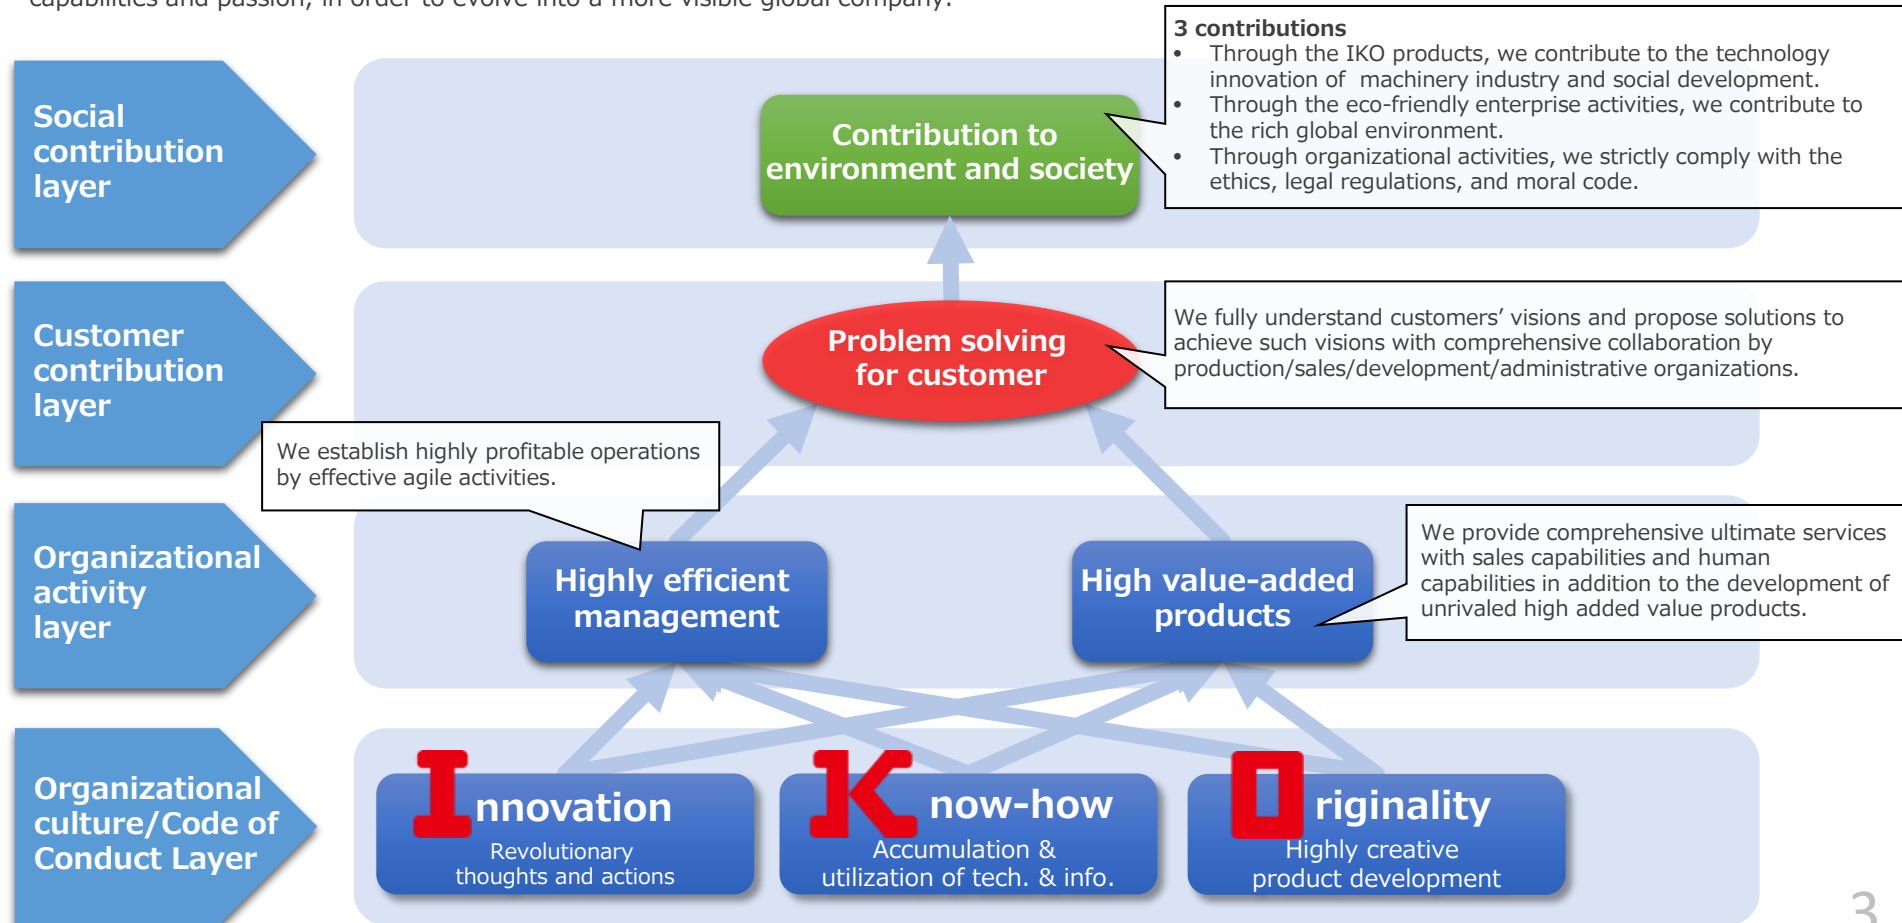 capabilities and passion, in order to evolve into a more visible global company.
3 contributions
• Through the IKO products, we contribute to the technology
innovation of  machinery industry and social development.
• Through the eco-friendly enterprise activities, we contribute to
the rich global environment.
• Through organizational activities, we strictly comply with the
ethics, legal regulations, and moral code.
Social
contribution
layer
Contribution to
environment and society
Customer
contribution
layer
Problem solving
for customer
We fully understand customers’ visions and propose solutions to
achieve such visions with comprehensive collaboration by
production/sales/development/administrative organizations.
We establish highly profitable operations
by effective agile activities.
Organizational
activity
layer
Highly efficient
management
High value-added
products
We provide comprehensive ultimate services
with sales capabilities and human
capabilities in addition to the development of
unrivaled high added value products.
Organizational
culture/Code of
Conduct Layer
Innovation
Revolutionary
thoughts and actions
Know-how
Accumulation &
utilization of tech. & info.
Originality
Highly creative
product development
3